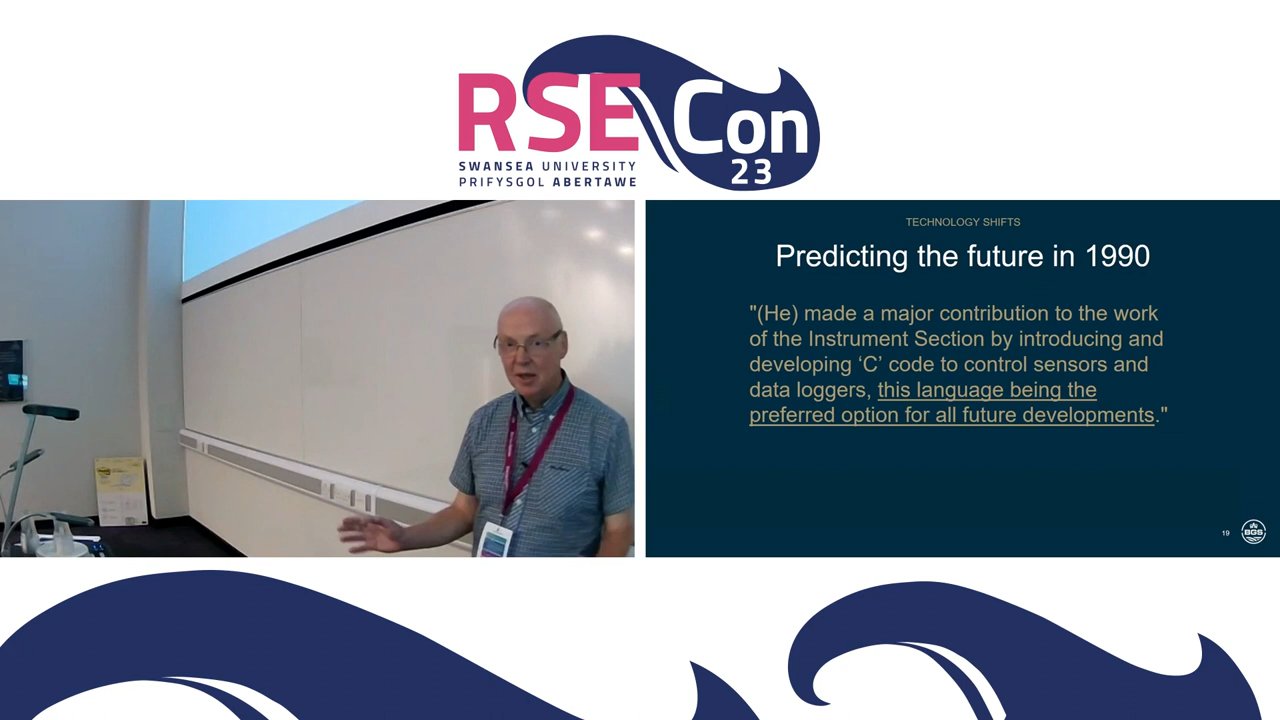 RSE Con
23
SWANSEA UNIVERSITY
PRIFYSGOL ABERTAWE
TECHNOLOGY SHIFTS
Predicting the future in 1990
"(He) made a major contribution to the work
of the Instrument Section by introducing and
developing ‘C’ code to control sensors and
data loggers, this language being the
preferred option for all future developments."
19
BGS